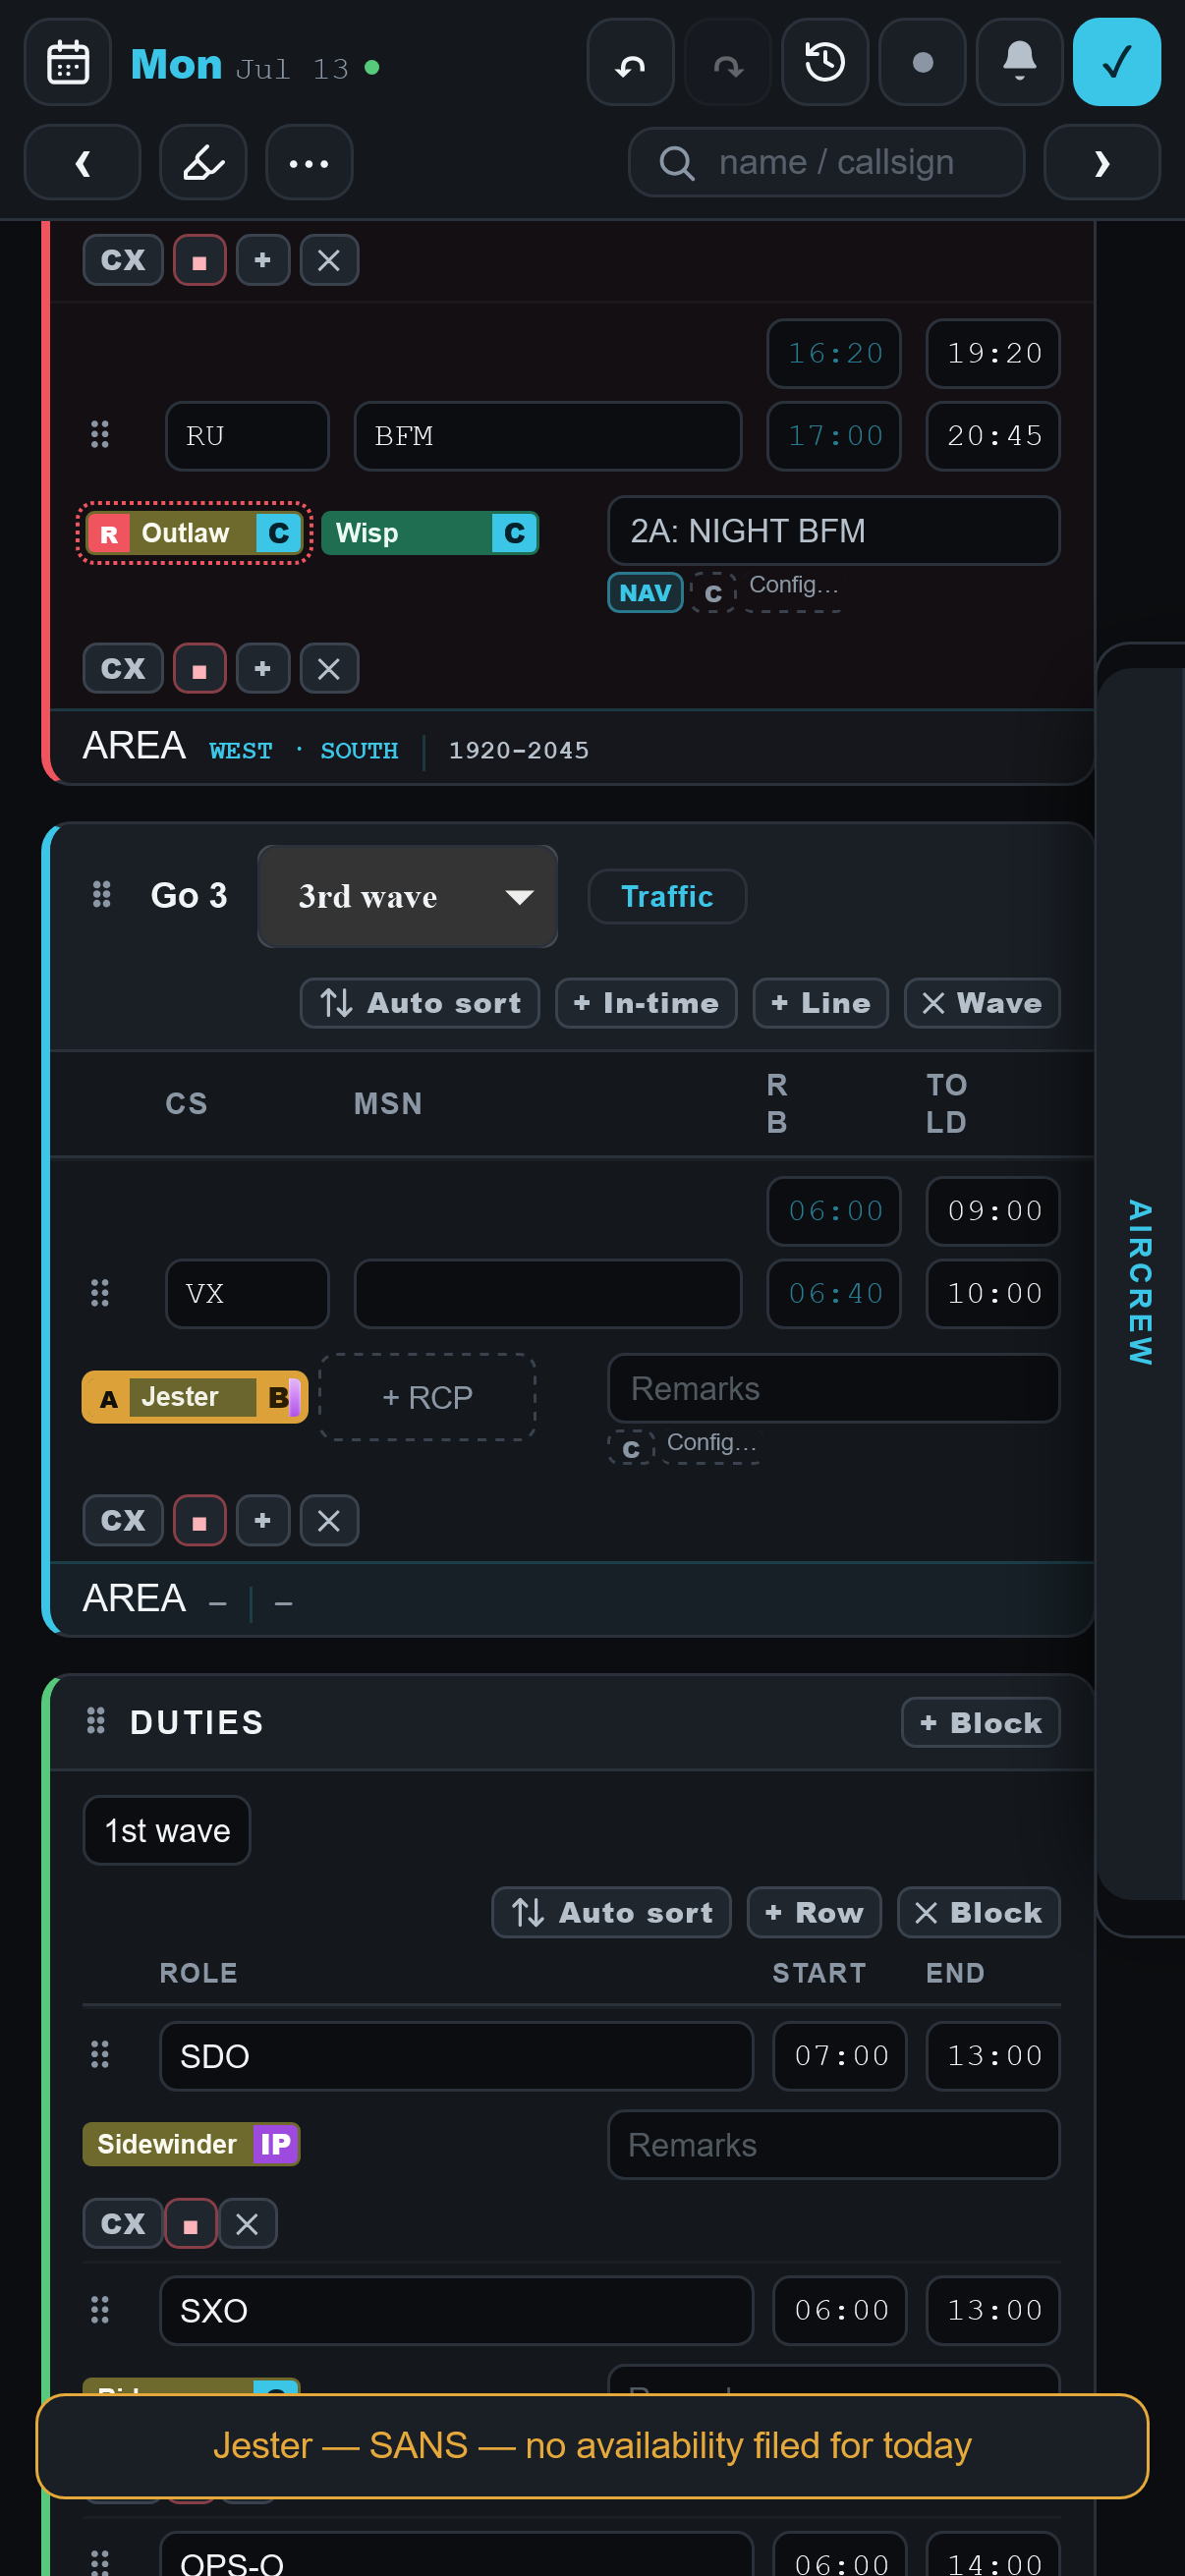 Mon Jul 13
name / callsign
CX + ×
16:20 19:20
RU BFM 17:00 20:45
R Outlaw C Wisp C 2A: NIGHT BFM
NAV C Config...
CX + ×
AREA WEST · SOUTH | 1920–2045
Go 3 3rd wave Traffic
Auto sort + In-time + Line × Wave
CS MSN R TO
B LD
06:00 09:00
VX 06:40 10:00
A Jester B + RCP Remarks
C Config...
CX + ×
AREA – | –
AIRCREW
DUTIES + Block
1st wave
Auto sort + Row × Block
ROLE START END
SDO 07:00 13:00
Sidewinder IP Remarks
CX ×
SXO 06:00 13:00
Jester — SANS — no availability filed for today
OPS-O 06:00 14:00